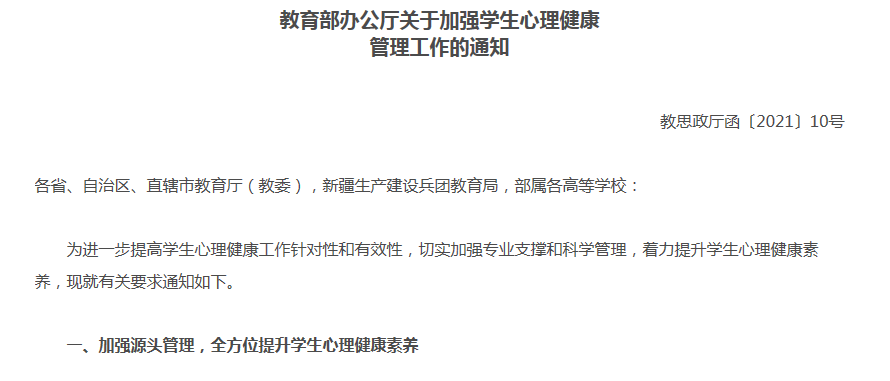 教育部办公厅关于加强学生心理健康
管理工作的通知
教思政厅函〔2021〕10号
各省、自治区、直辖市教育厅（教委），新疆生产建设兵团教育局，部属各高等学校：
为进一步提高学生心理健康工作针对性和有效性，切实加强专业支撑和科学管理，着力提升学生心理健康素
养，现就有关要求通知如下。
一、加强源头管理，全方位提升学生心理健康素养